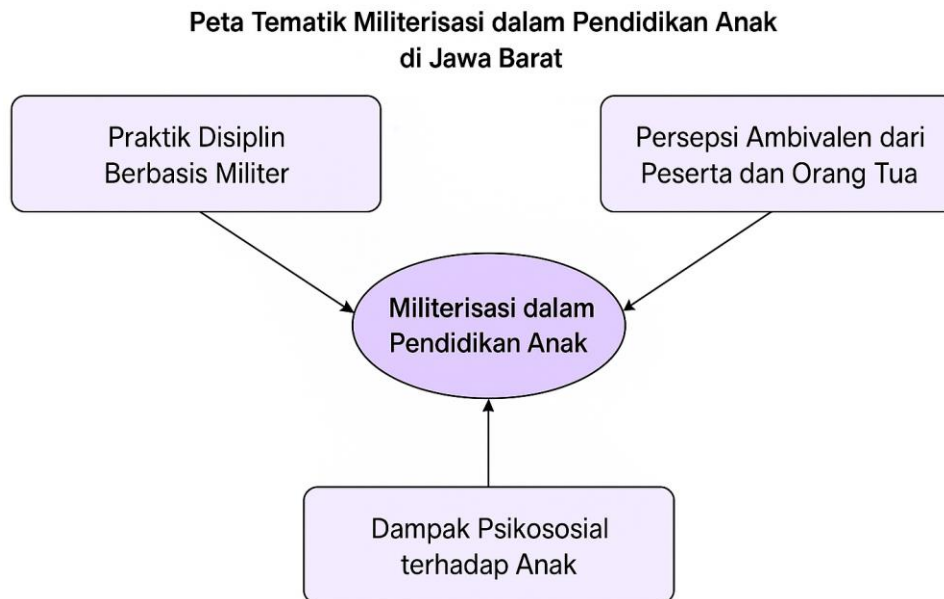 Peta Tematik Militerisasi dalam Pendidikan Anak
di Jawa Barat
Praktik Disiplin
Berbasis Militer
Persepsi Ambivalen dari
Peserta dan Orang Tua
Militerisasi dalam
Pendidikan Anak
Dampak Psikososial
terhadap Anak